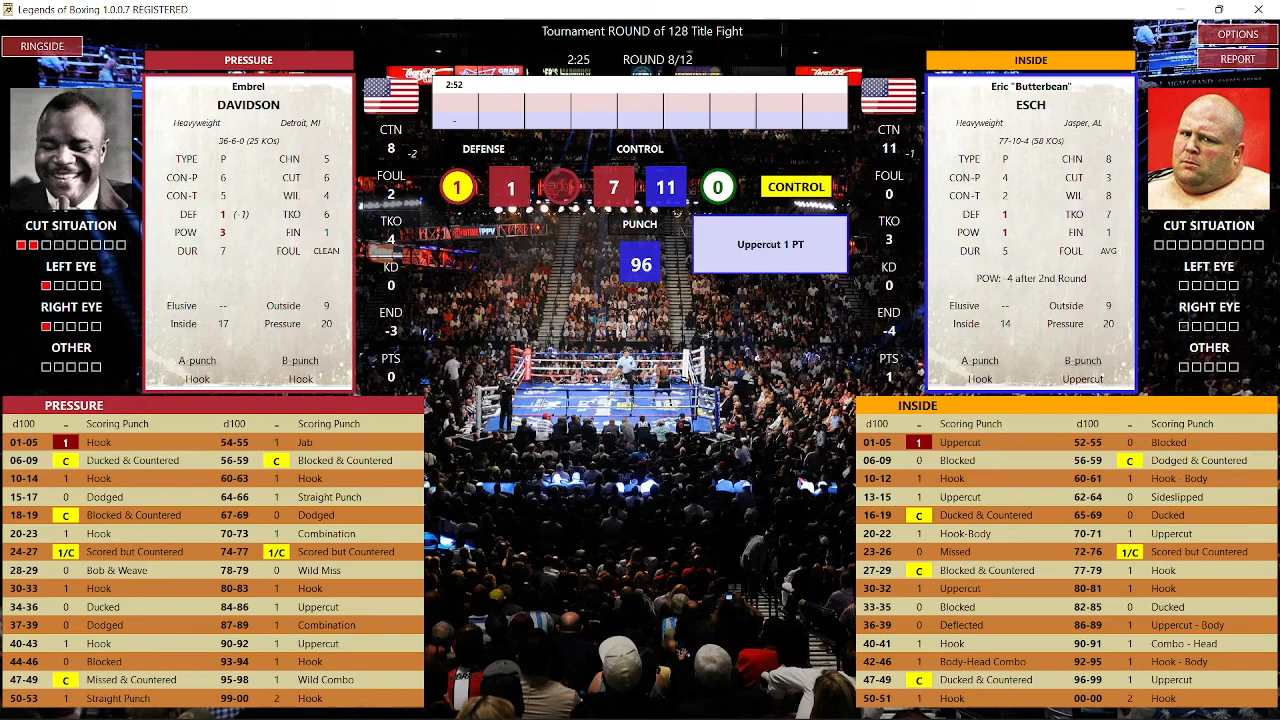 Legends of Boxing 1.0.0.7 REGISTERED
Tournament ROUND of 128 Title Fight
RINGSIDE
OPTIONS
REPORT
2:25 ROUND 8/12
PRESSURE
INSIDE
Embrel
DAVIDSON
Heavyweight Detroit, MI
TYPE P CHN 5
CON-P 6 CUT 6
CON-T 6 WIL 4
DEF 1 (-1) TKO 6
POW 3 FIN 1
DUR FOUL CLEAN
Elusive -- Outside 9
Inside 17 Pressure 20
A-punch B-punch
Hook Hook
CUT SITUATION
LEFT EYE
RIGHT EYE
OTHER
CTN
8 -2
FOUL
2
TKO
4
KD
0
END
-3
PTS
0
2:52
-
DEFENSE CONTROL
1 1 7 11 0 CONTROL
PUNCH
96
Uppercut 1 PT
CTN
11 -1
FOUL
0
TKO
3
KD
0
END
-4
PTS
1
Eric "Butterbean"
ESCH
Heavyweight Jasper, AL
77-10-4 (58 KOs)
TYPE P CHN 8
CON-P 4 CUT 3
CON-T 2 WIL 8
DEF 1 TKO 8
POW 1 FIN 1
DUR FOUL AVG
POW: -4 after 2nd Round
Elusive -- Outside 9
Inside 14 Pressure 20
A-punch B-punch
Hook Uppercut
CUT SITUATION
LEFT EYE
RIGHT EYE
OTHER
PRESSURE
d100 - Scoring Punch d100 - Scoring Punch
01-05 1 Hook 54-55 1 Jab
06-09 C Ducked & Countered 56-59 C Blocked & Countered
10-14 1 Hook 60-63 1 Hook
15-17 0 Dodged 64-66 1 Straight Punch
18-19 C Blocked & Countered 67-69 0 Dodged
20-23 1 Hook 70-73 1 Combination
24-27 1/C Scored but Countered 74-77 1/C Scored but Countered
28-29 0 Bob & Weave 78-79 0 Wild Miss
30-33 1 Hook 80-83 1 Hook
34-36 0 Ducked 84-86 1 Uppercut
37-39 0 Dodged 87-89 1 Combination
40-43 1 Hook 90-92 1 Uppercut
44-46 0 Blocked 93-94 1 Hook
47-49 C Missed & Countered 95-98 1 Wild Combo
50-53 1 Straight Punch 99-00 2 Hook
INSIDE
d100 - Scoring Punch d100 - Scoring Punch
01-05 1 Uppercut 52-55 0 Blocked
06-09 0 Blocked 56-59 C Dodged & Countered
10-12 1 Hook 60-61 1 Hook - Body
13-15 1 Uppercut 62-64 0 Sideslipped
16-19 C Ducked & Countered 65-69 0 Ducked
20-22 1 Hook-Body 70-71 1 Uppercut
23-26 0 Missed 72-76 1/C Scored but Countered
27-29 C Blocked & Countered 77-79 1 Hook
30-32 1 Uppercut 80-81 1 Hook
33-35 0 Blocked 82-85 0 Ducked
36-39 0 Deflected 86-89 1 Uppercut - Body
40-41 1 Hook 90-91 1 Combo - Head
42-46 1 Body-Head Combo 92-95 1 Hook - Body
47-49 C Ducked & Countered 96-99 1 Uppercut
50-51 1 Hook 00-00 2 Hook